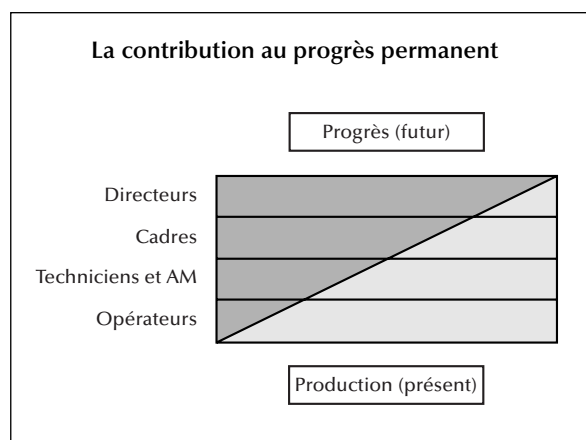 La contribution au progrès permanent
Progrès (futur)
Directeurs
Cadres
Techniciens et AM
Opérateurs
Production (présent)